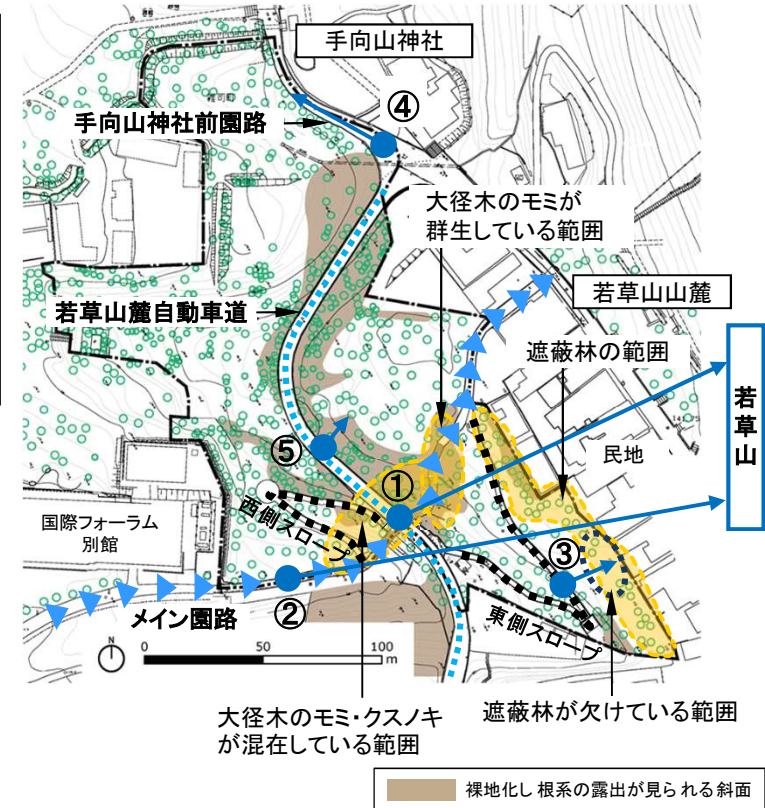 手向山神社
④
手向山神社前園路
大径木のモミが
群生している範囲
若草山山麓
若草山麓自動車道
遮蔽林の範囲
若草山
民地
⑤
①
西側スロープ
国際フォーラム
別館
③
②
メイン園路
東側スロープ
N
0 50 100
m
大径木のモミ・クスノキ
が混在している範囲
遮蔽林が欠けている範囲
裸地化し根系の露出が見られる斜面